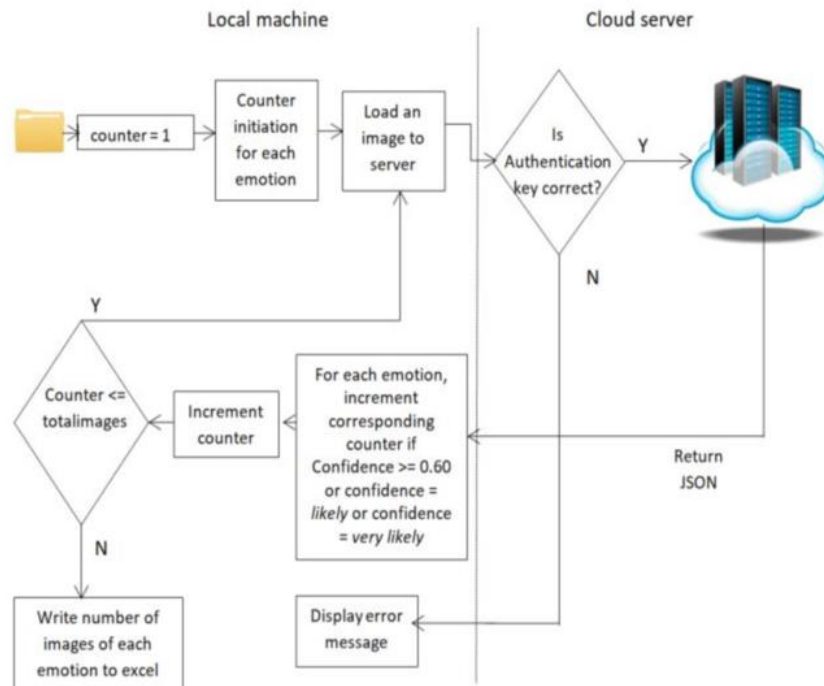 Local machine
Cloud server
counter = 1
Counter
initiation
for each
emotion
Load an
image to
server
Is
Authentication
key correct?
Y
N
Y
Counter <=
totalimages
Increment
counter
For each emotion,
increment
corresponding
counter if
Confidence >= 0.60
or confidence =
likely or confidence
= very likely
Return
JSON
N
Write number of
images of each
emotion to excel
Display error
message